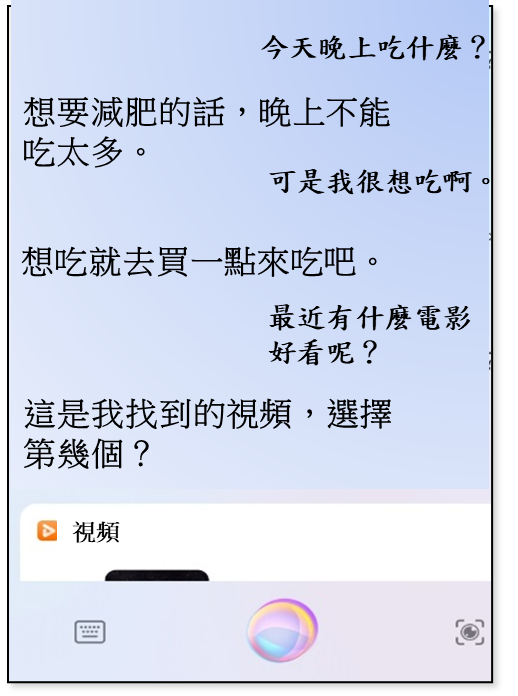 今天晚上吃什麼？
想要減肥的話，晚上不能
吃太多。
可是我很想吃啊。
想吃就去買一點來吃吧。
最近有什麼電影
好看呢？
這是我找到的視頻，選擇
第幾個？
視頻